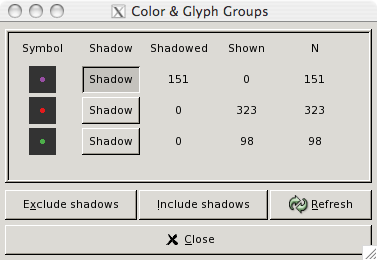 Color & Glyph Groups
Symbol Shadow Shadowed Shown N
Shadow 151 0 151
Shadow 0 323 323
Shadow 0 98 98
Exclude shadows Include shadows Refresh
Close